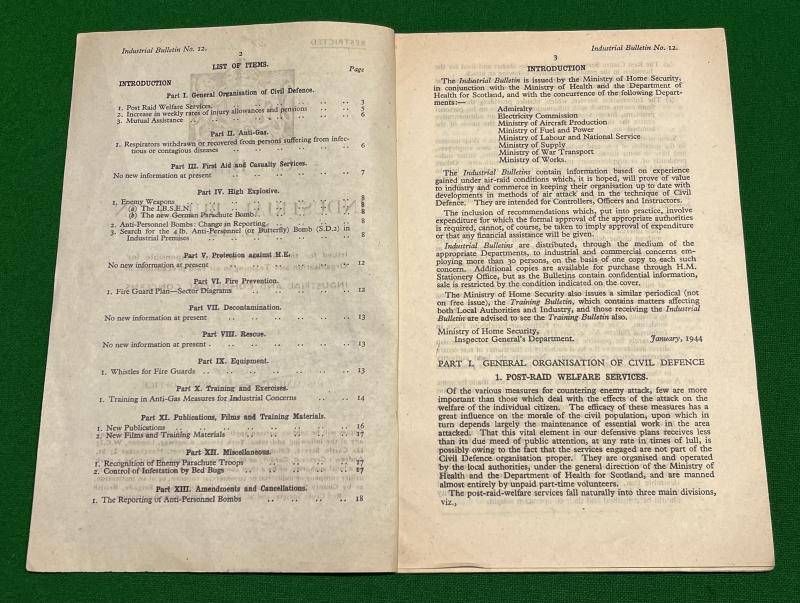 Industrial Bulletin No. 12.
2
LIST OF ITEMS.
Page
INTRODUCTION
Part I. General Organisation of Civil Defence.
1. Post Raid Welfare Services. .. .. .. .. .. 3
2. Increase in weekly rates of injury allowances and pensions .. .. 5
3. Mutual Assistance .. .. .. .. .. .. 6
Part II. Anti-Gas.
1. Respirators withdrawn or recovered from persons suffering from infec-
tious or contagious diseases .. .. .. .. .. 6
Part III. First Aid and Casualty Services.
No new information at present .. .. .. .. .. 7
Part IV. High Explosive.
1. Enemy Weapons .. .. .. .. .. .. 8
(a) The I.B.S.E.N. .. .. .. .. .. 8
(b) The new German Parachute Bomb .. .. .. .. 8
2. Anti-Personnel Bombs: Change in Reporting. .. .. .. 8
3. Search for the 4 lb. Anti-Personnel (or Butterfly) Bomb (S.D.2) in
Industrial Premises .. .. .. .. .. 8
Part V. Protection against H.E.
No new information at present .. .. .. .. .. 12
Part VI. Fire Prevention.
1. Fire Guard Plan—Sector Diagrams .. .. .. .. 12
Part VII. Decontamination.
No new information at present .. .. .. .. .. 13
Part VIII. Rescue.
No new information at present . .. .. .. .. .. 13
Part IX. Equipment.
1. Whistles for Fire Guards .. .. .. .. .. 13
Part X. Training and Exercises.
1. Training in Anti-Gas Measures for Industrial Concerns .. .. 14
Part XI. Publications, Films and Training Materials.
1. New Publications .. .. .. .. .. .. 16
2. New Films and Training Materials .. .. .. .. 17
Part XII. Miscellaneous.
1. Recognition of Enemy Parachute Troops .. .. .. .. 17
2. Control of Infestation by Bed Bugs .. .. .. .. 17
Part XIII. Amendments and Cancellations.
1. The Reporting of Anti-Personnel Bombs .. .. .. .. 18
RESTRICTED
Industrial Bulletin No. 12.
3
INTRODUCTION
The Industrial Bulletin is issued by the Ministry of Home Security,
in conjunction with the Ministry of Health and the Department of
Health for Scotland, and with the concurrence of the following Depart-
ments:—
Admiralty
Electricity Commission
Ministry of Aircraft Production
Ministry of Fuel and Power
Ministry of Labour and National Service
Ministry of Supply
Ministry of War Transport
Ministry of Works.
The Industrial Bulletins contain information based on experience
gained under air-raid conditions which, it is hoped, will prove of value
to industry and commerce in keeping their organisation up to date with
developments in methods of air attack and in the technique of Civil
Defence. They are intended for Controllers, Officers and Instructors.
The inclusion of recommendations which, put into practice, involve
expenditure for which the formal approval of the appropriate authorities
is required, cannot, of course, be taken to imply approval of expenditure
or that any financial assistance will be given.
Industrial Bulletins are distributed, through the medium of the
appropriate Departments, to industrial and commercial concerns em-
ploying more than 30 persons, on the basis of one copy to each such
concern. Additional copies are available for purchase through H.M.
Stationery Office, but as the Bulletins contain confidential information,
sale is restricted by the condition indicated on the cover.
The Ministry of Home Security also issues a similar periodical (not
on free issue), the Training Bulletin, which contains matters affecting
both Local Authorities and Industry, and those receiving the Industrial
Bulletin are advised to see the Training Bulletin also.
Ministry of Home Security,
Inspector General's Department. January, 1944
PART I. GENERAL ORGANISATION OF CIVIL DEFENCE
1. POST-RAID WELFARE SERVICES.
Of the various measures for countering enemy attack, few are more
important than those which deal with the effects of the attack on the
welfare of the individual citizen. The efficacy of these measures has a
great influence on the morale of the civil population, upon which in
turn depends largely the maintenance of essential work in the area
attacked. That this vital element in our defensive plans receives less
than its due meed of public attention, at any rate in times of lull, is
possibly owing to the fact that the services engaged are not part of the
Civil Defence organisation proper. They are organised and operated
by the local authorities, under the general direction of the Ministry of
Health and the Department of Health for Scotland, and are manned
almost entirely by unpaid part-time volunteers.
The post-raid-welfare services fall naturally into three main divisions,
viz.,